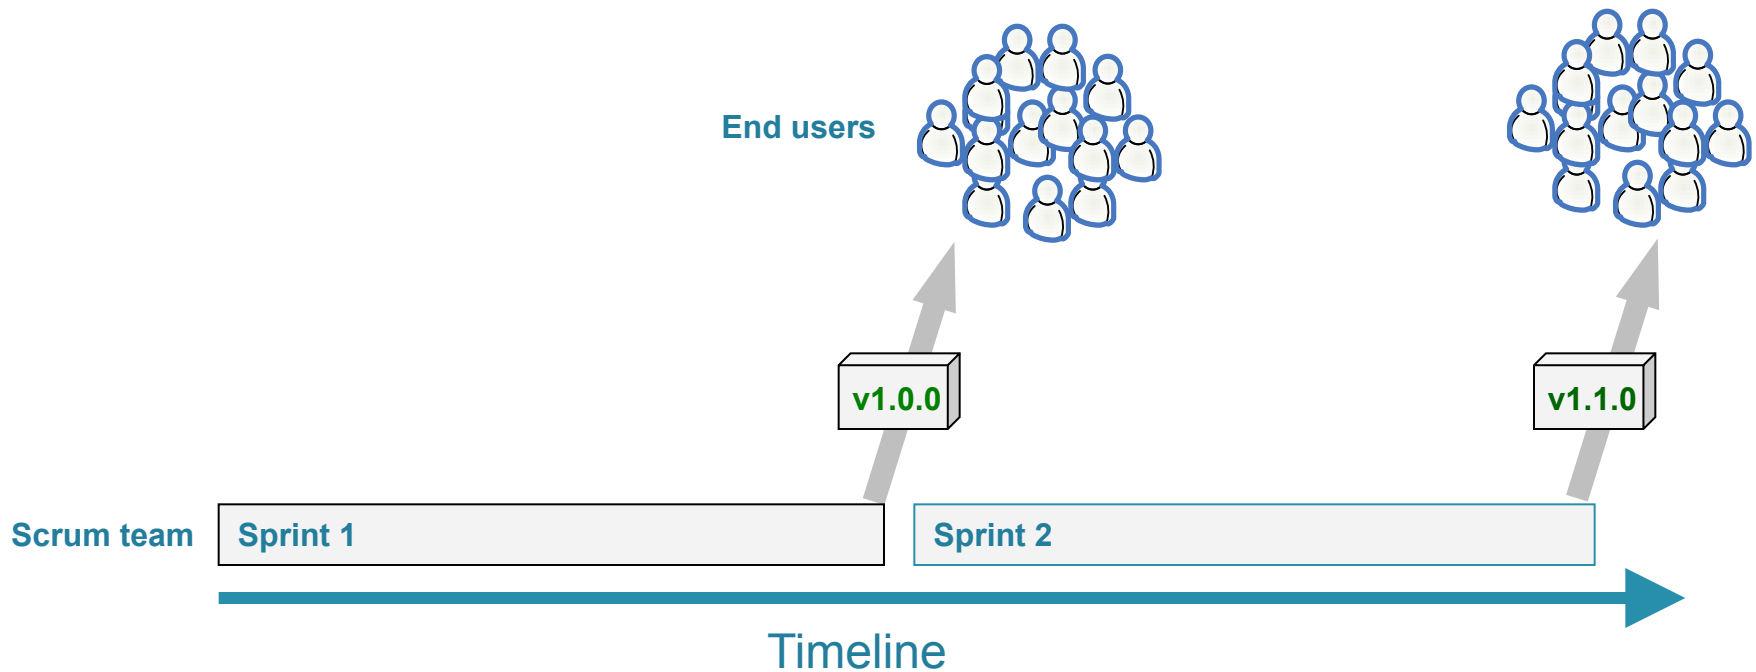 End users
v1.0.0
v1.1.0
Scrum team
Sprint 1
Sprint 2
Timeline